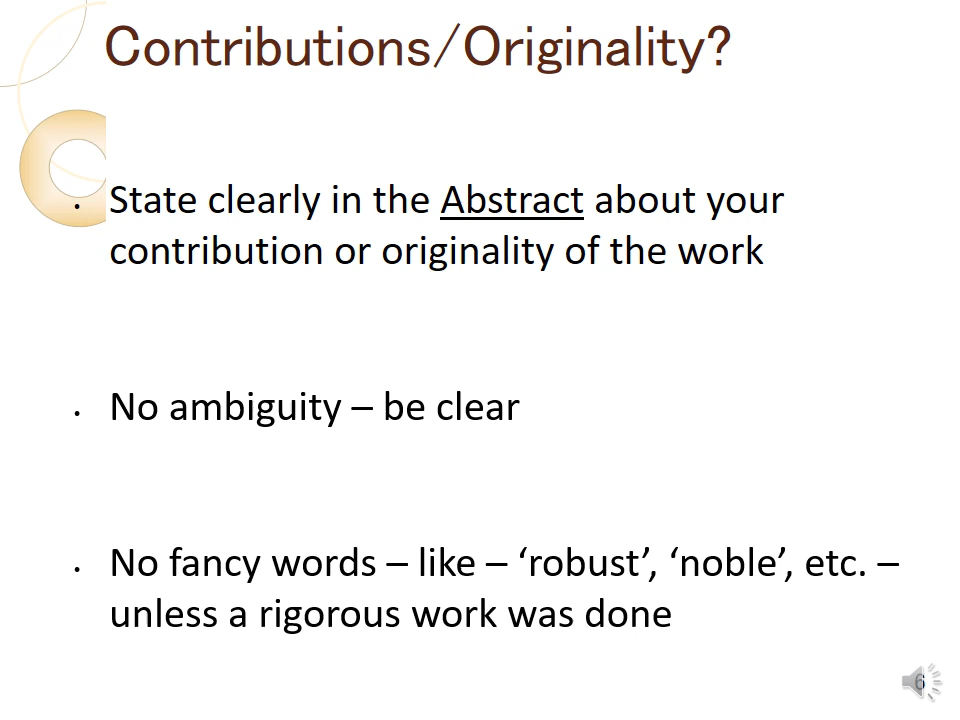 Contributions/Originality?
• State clearly in the Abstract about your
contribution or originality of the work
• No ambiguity – be clear
• No fancy words – like – ‘robust’, ‘noble’, etc. –
unless a rigorous work was done
6